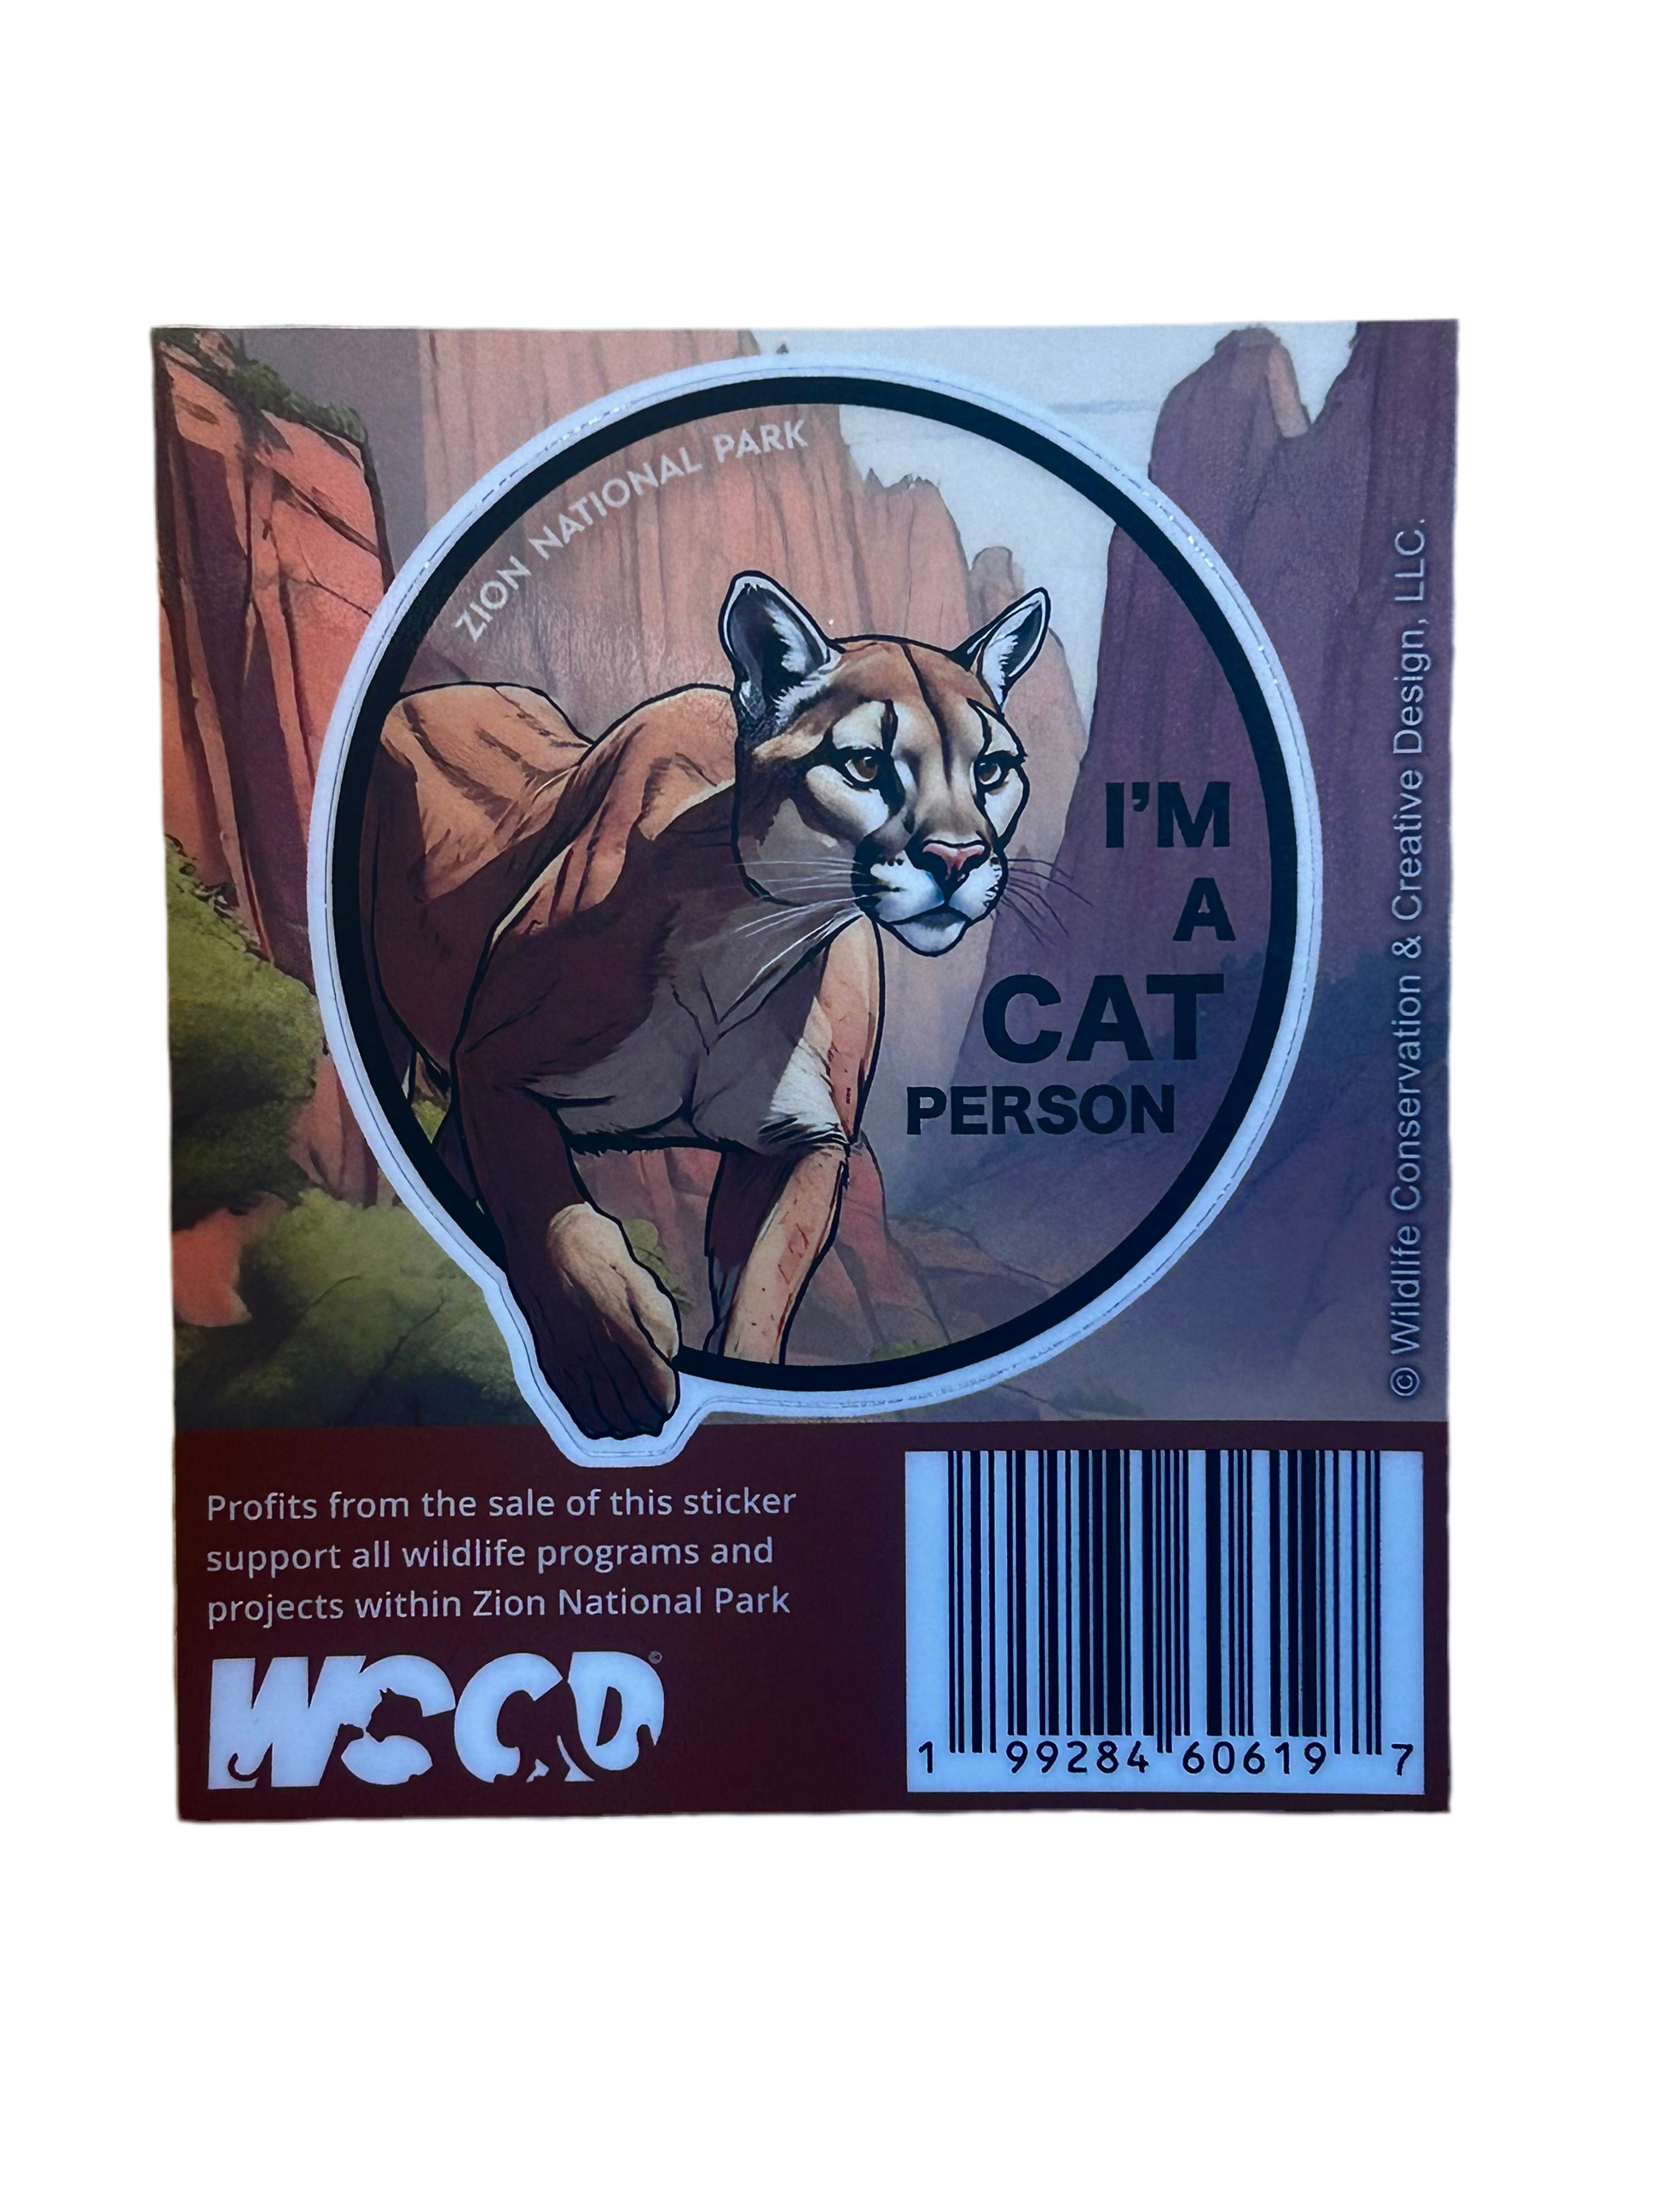 ZION NATIONAL PARK
I'M
A
CAT
PERSON
© Wildlife Conservation & Creative Design, LLC.
Profits from the sale of this sticker
support all wildlife programs and
projects within Zion National Park
WCCD©
1 99284 60619 7